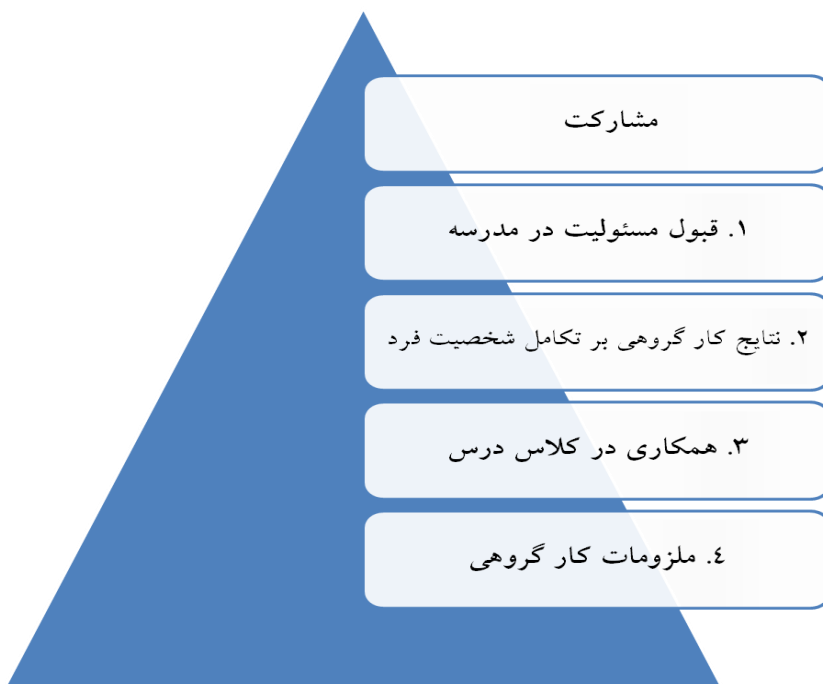 مشارکت
۱. قبول مسئولیت در مدرسه
۲. نتایج کار گروهی بر تکامل شخصیت فرد
۳. همکاری در کلاس درس
٤. ملزومات کار گروهی